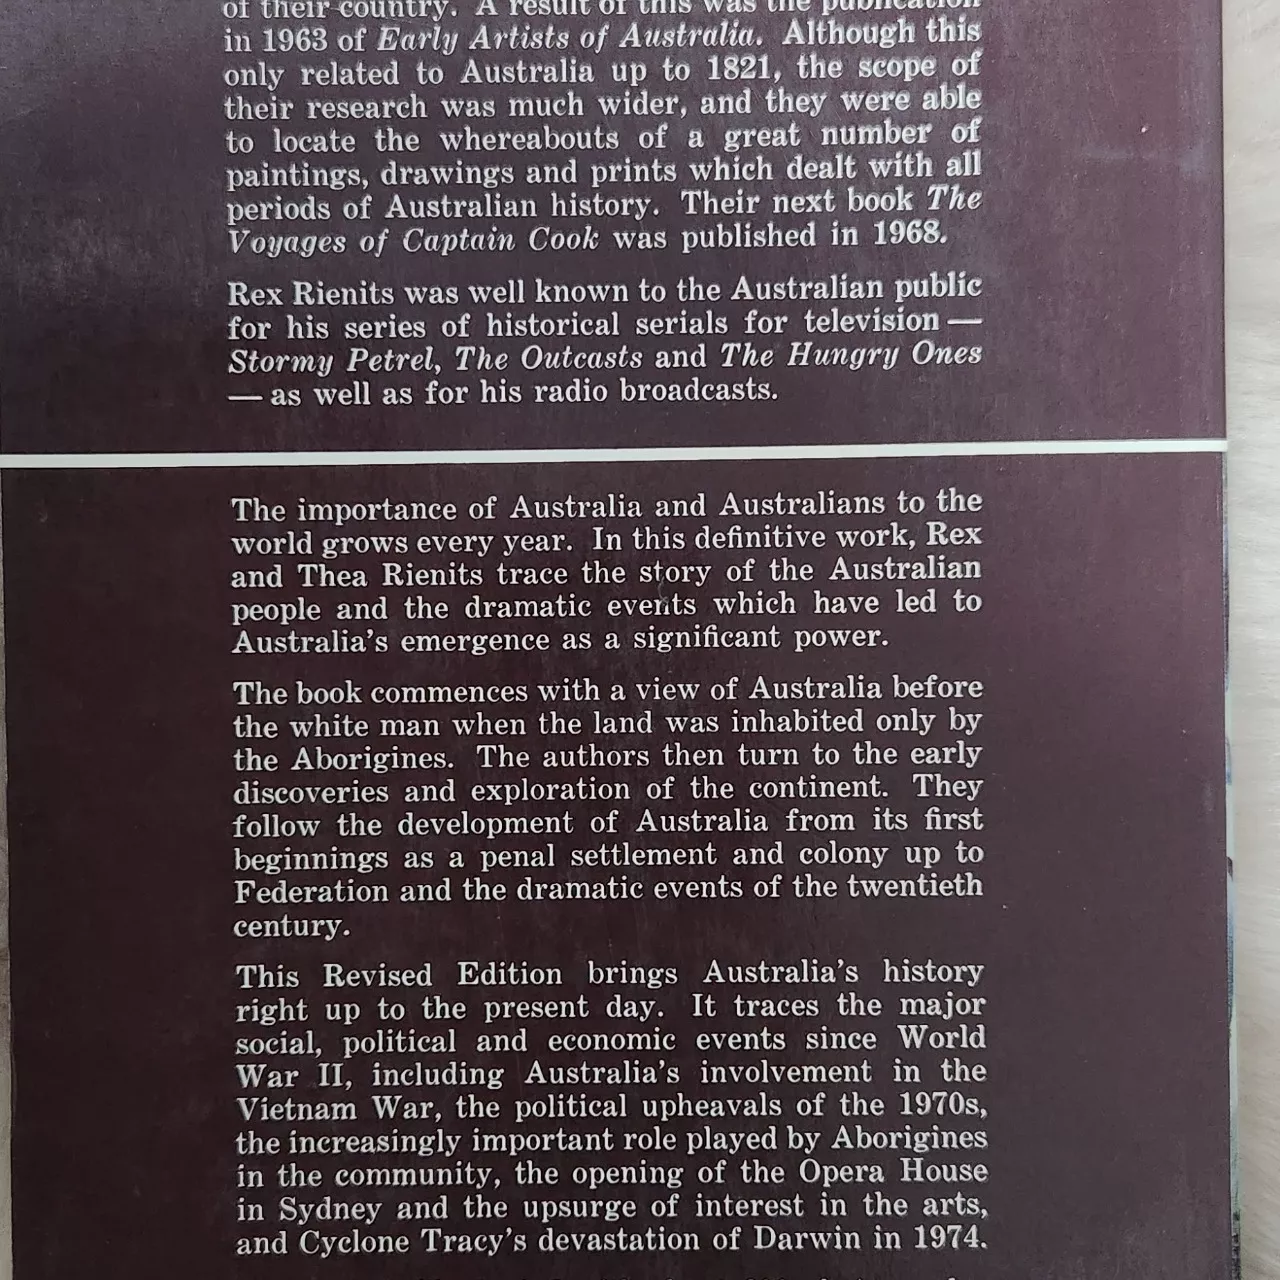 of their country. A result of this was the publication
in 1963 of Early Artists of Australia. Although this
only related to Australia up to 1821, the scope of
their research was much wider, and they were able
to locate the whereabouts of a great number of
paintings, drawings and prints which dealt with all
periods of Australian history. Their next book The
Voyages of Captain Cook was published in 1968.
Rex Rienits was well known to the Australian public
for his series of historical serials for television —
Stormy Petrel, The Outcasts and The Hungry Ones
— as well as for his radio broadcasts.
The importance of Australia and Australians to the
world grows every year. In this definitive work, Rex
and Thea Rienits trace the story of the Australian
people and the dramatic events which have led to
Australia's emergence as a significant power.
The book commences with a view of Australia before
the white man when the land was inhabited only by
the Aborigines. The authors then turn to the early
discoveries and exploration of the continent. They
follow the development of Australia from its first
beginnings as a penal settlement and colony up to
Federation and the dramatic events of the twentieth
century.
This Revised Edition brings Australia's history
right up to the present day. It traces the major
social, political and economic events since World
War II, including Australia's involvement in the
Vietnam War, the political upheavals of the 1970s,
the increasingly important role played by Aborigines
in the community, the opening of the Opera House
in Sydney and the upsurge of interest in the arts,
and Cyclone Tracy's devastation of Darwin in 1974.